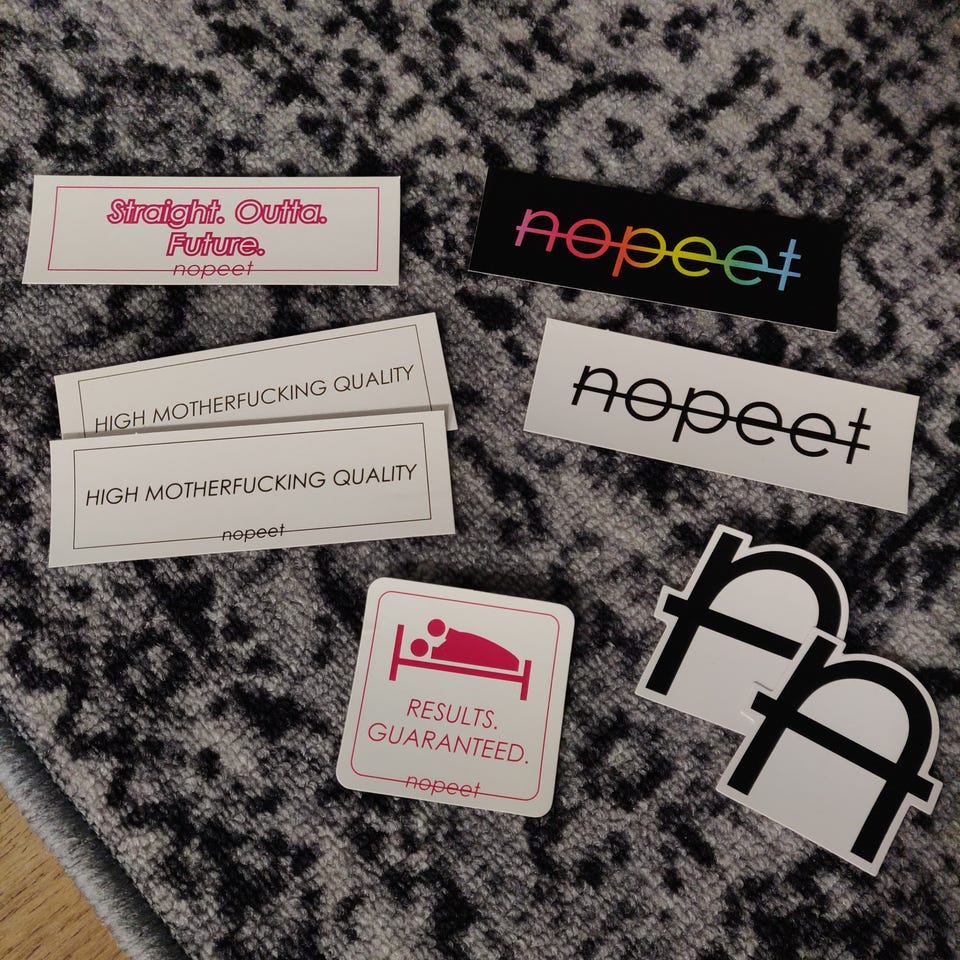 Straight. Outta.
Future.
nopeet
nopeet
HIGH MOTHERFUCKING QUALITY
HIGH MOTHERFUCKING QUALITY
nopeet
nopeet
RESULTS.
GUARANTEED.
nopeet
n
n